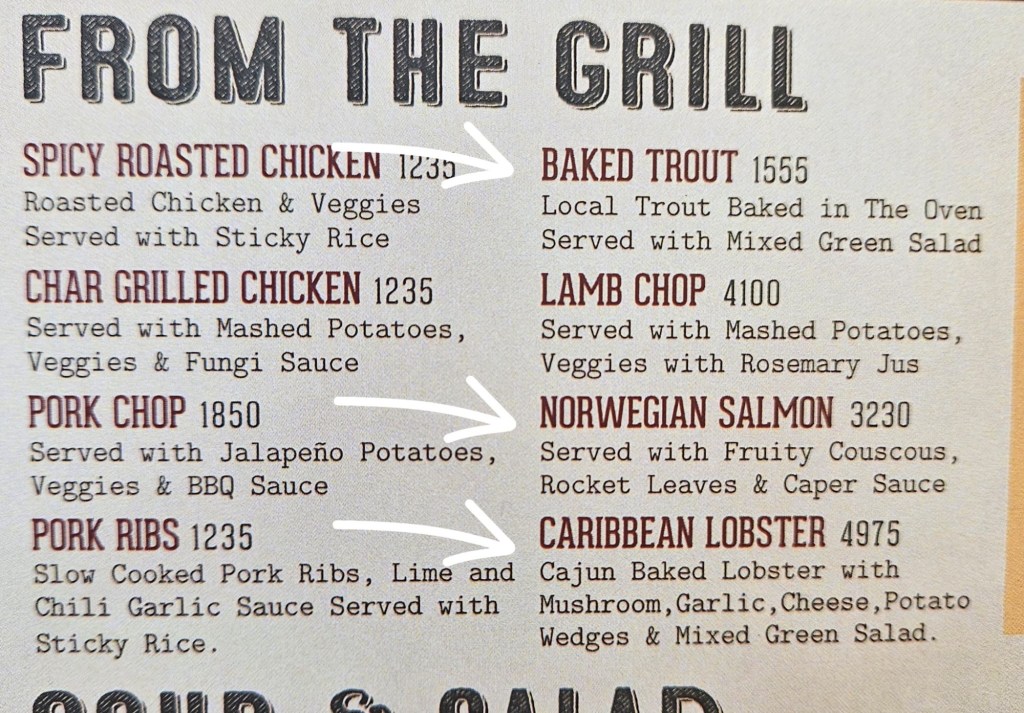 FROM THE GRILL
SPICY ROASTED CHICKEN 1235
Roasted Chicken & Veggies
Served with Sticky Rice
CHAR GRILLED CHICKEN 1235
Served with Mashed Potatoes,
Veggies & Fungi Sauce
PORK CHOP 1850
Served with Jalapeño Potatoes,
Veggies & BBQ Sauce
PORK RIBS 1235
Slow Cooked Pork Ribs, Lime and
Chili Garlic Sauce Served with
Sticky Rice.
BAKED TROUT 1555
Local Trout Baked in The Oven
Served with Mixed Green Salad
LAMB CHOP 4100
Served with Mashed Potatoes,
Veggies with Rosemary Jus
NORWEGIAN SALMON 3230
Served with Fruity Couscous,
Rocket Leaves & Caper Sauce
CARIBBEAN LOBSTER 4975
Cajun Baked Lobster with
Mushroom,Garlic,Cheese,Potato
Wedges & Mixed Green Salad.
SOUP & SALAD